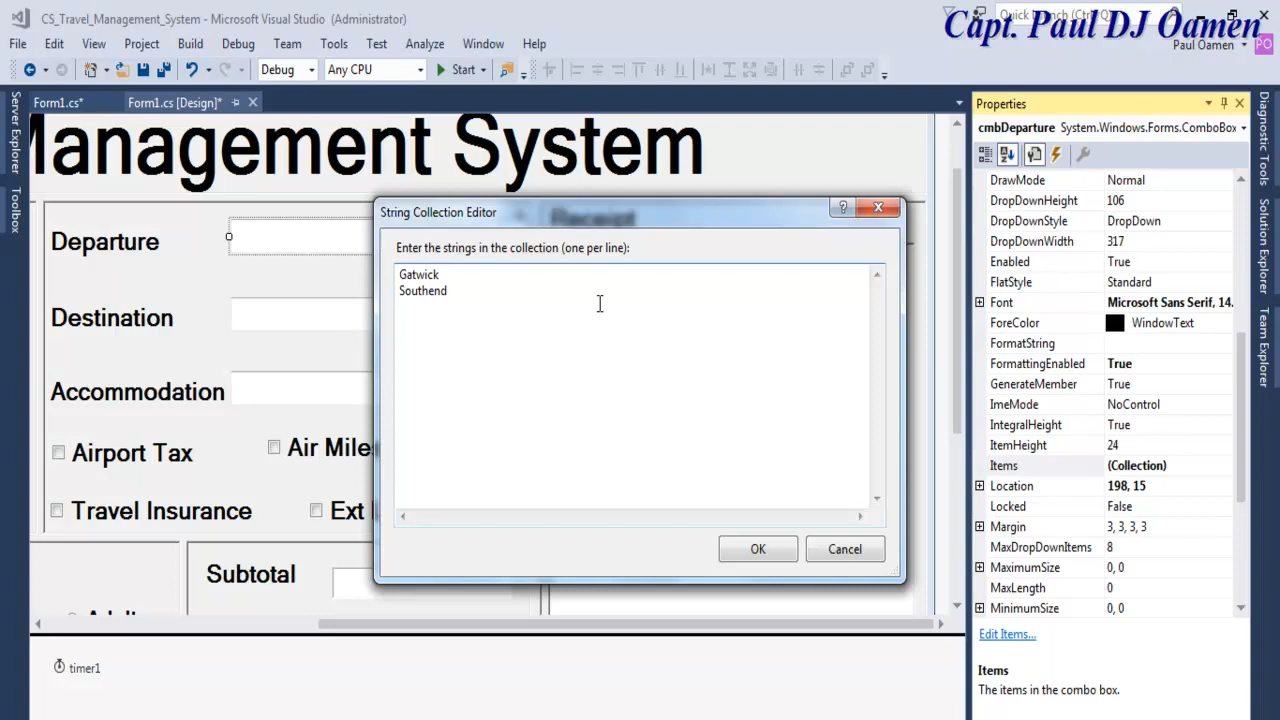 CS_Travel_Management_System - Microsoft Visual Studio (Administrator)
Capt. Paul DJ Oamen
File Edit View Project Build Debug Team Tools Test Analyze Window Help
Paul Oamen PO
Debug Any CPU Start
Server Explorer
Toolbox
Form1.cs* Form1.cs [Design]*
Management System
Departure
Destination
Accommodation
Airport Tax
Air Mile
Travel Insurance
Ext
Subtotal
Receipt
String Collection Editor
Enter the strings in the collection (one per line):
Gatwick
Southend
OK Cancel
timer1
Properties
cmbDeparture System.Windows.Forms.ComboBox
DrawMode Normal
DropDownHeight 106
DropDownStyle DropDown
DropDownWidth 317
Enabled True
FlatStyle Standard
Font Microsoft Sans Serif, 14.
ForeColor WindowText
FormatString
FormattingEnabled True
GenerateMember True
ImeMode NoControl
IntegralHeight True
ItemHeight 24
Items (Collection)
Location 198, 15
Locked False
Margin 3, 3, 3, 3
MaxDropDownItems 8
MaximumSize 0, 0
MaxLength 0
MinimumSize 0, 0
Edit Items...
Items
The items in the combo box.
Diagnostic Tools
Solution Explorer
Team Explorer